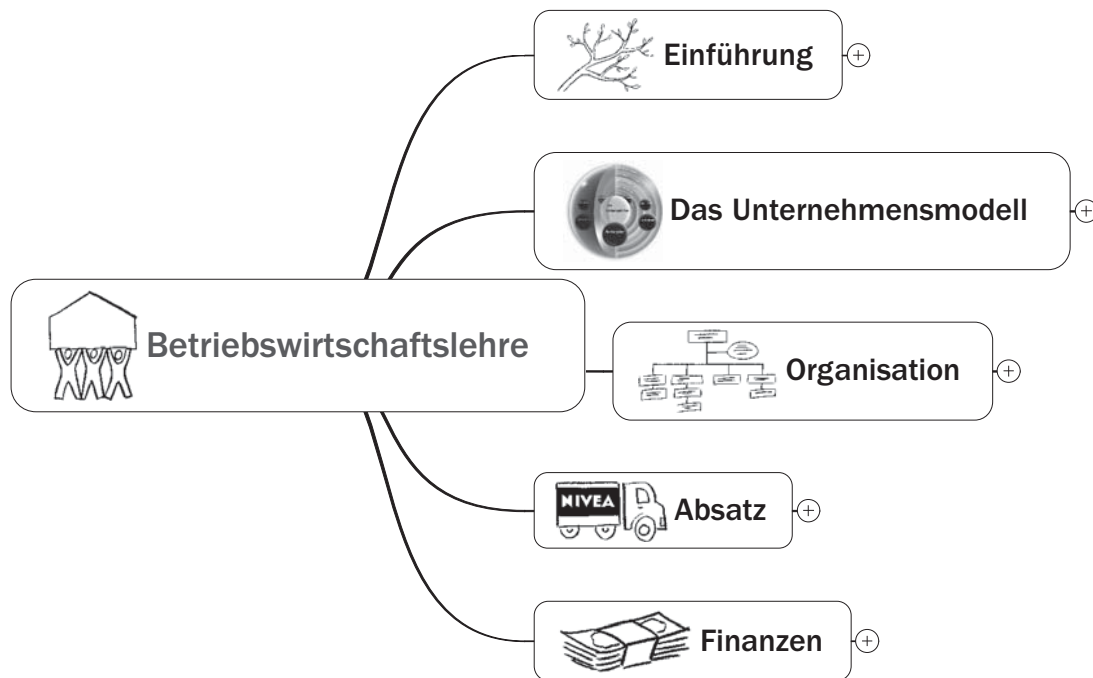 Einführung
Das Unternehmensmodell
Betriebswirtschaftslehre
Organisation
NIVEA
Absatz
Finanzen